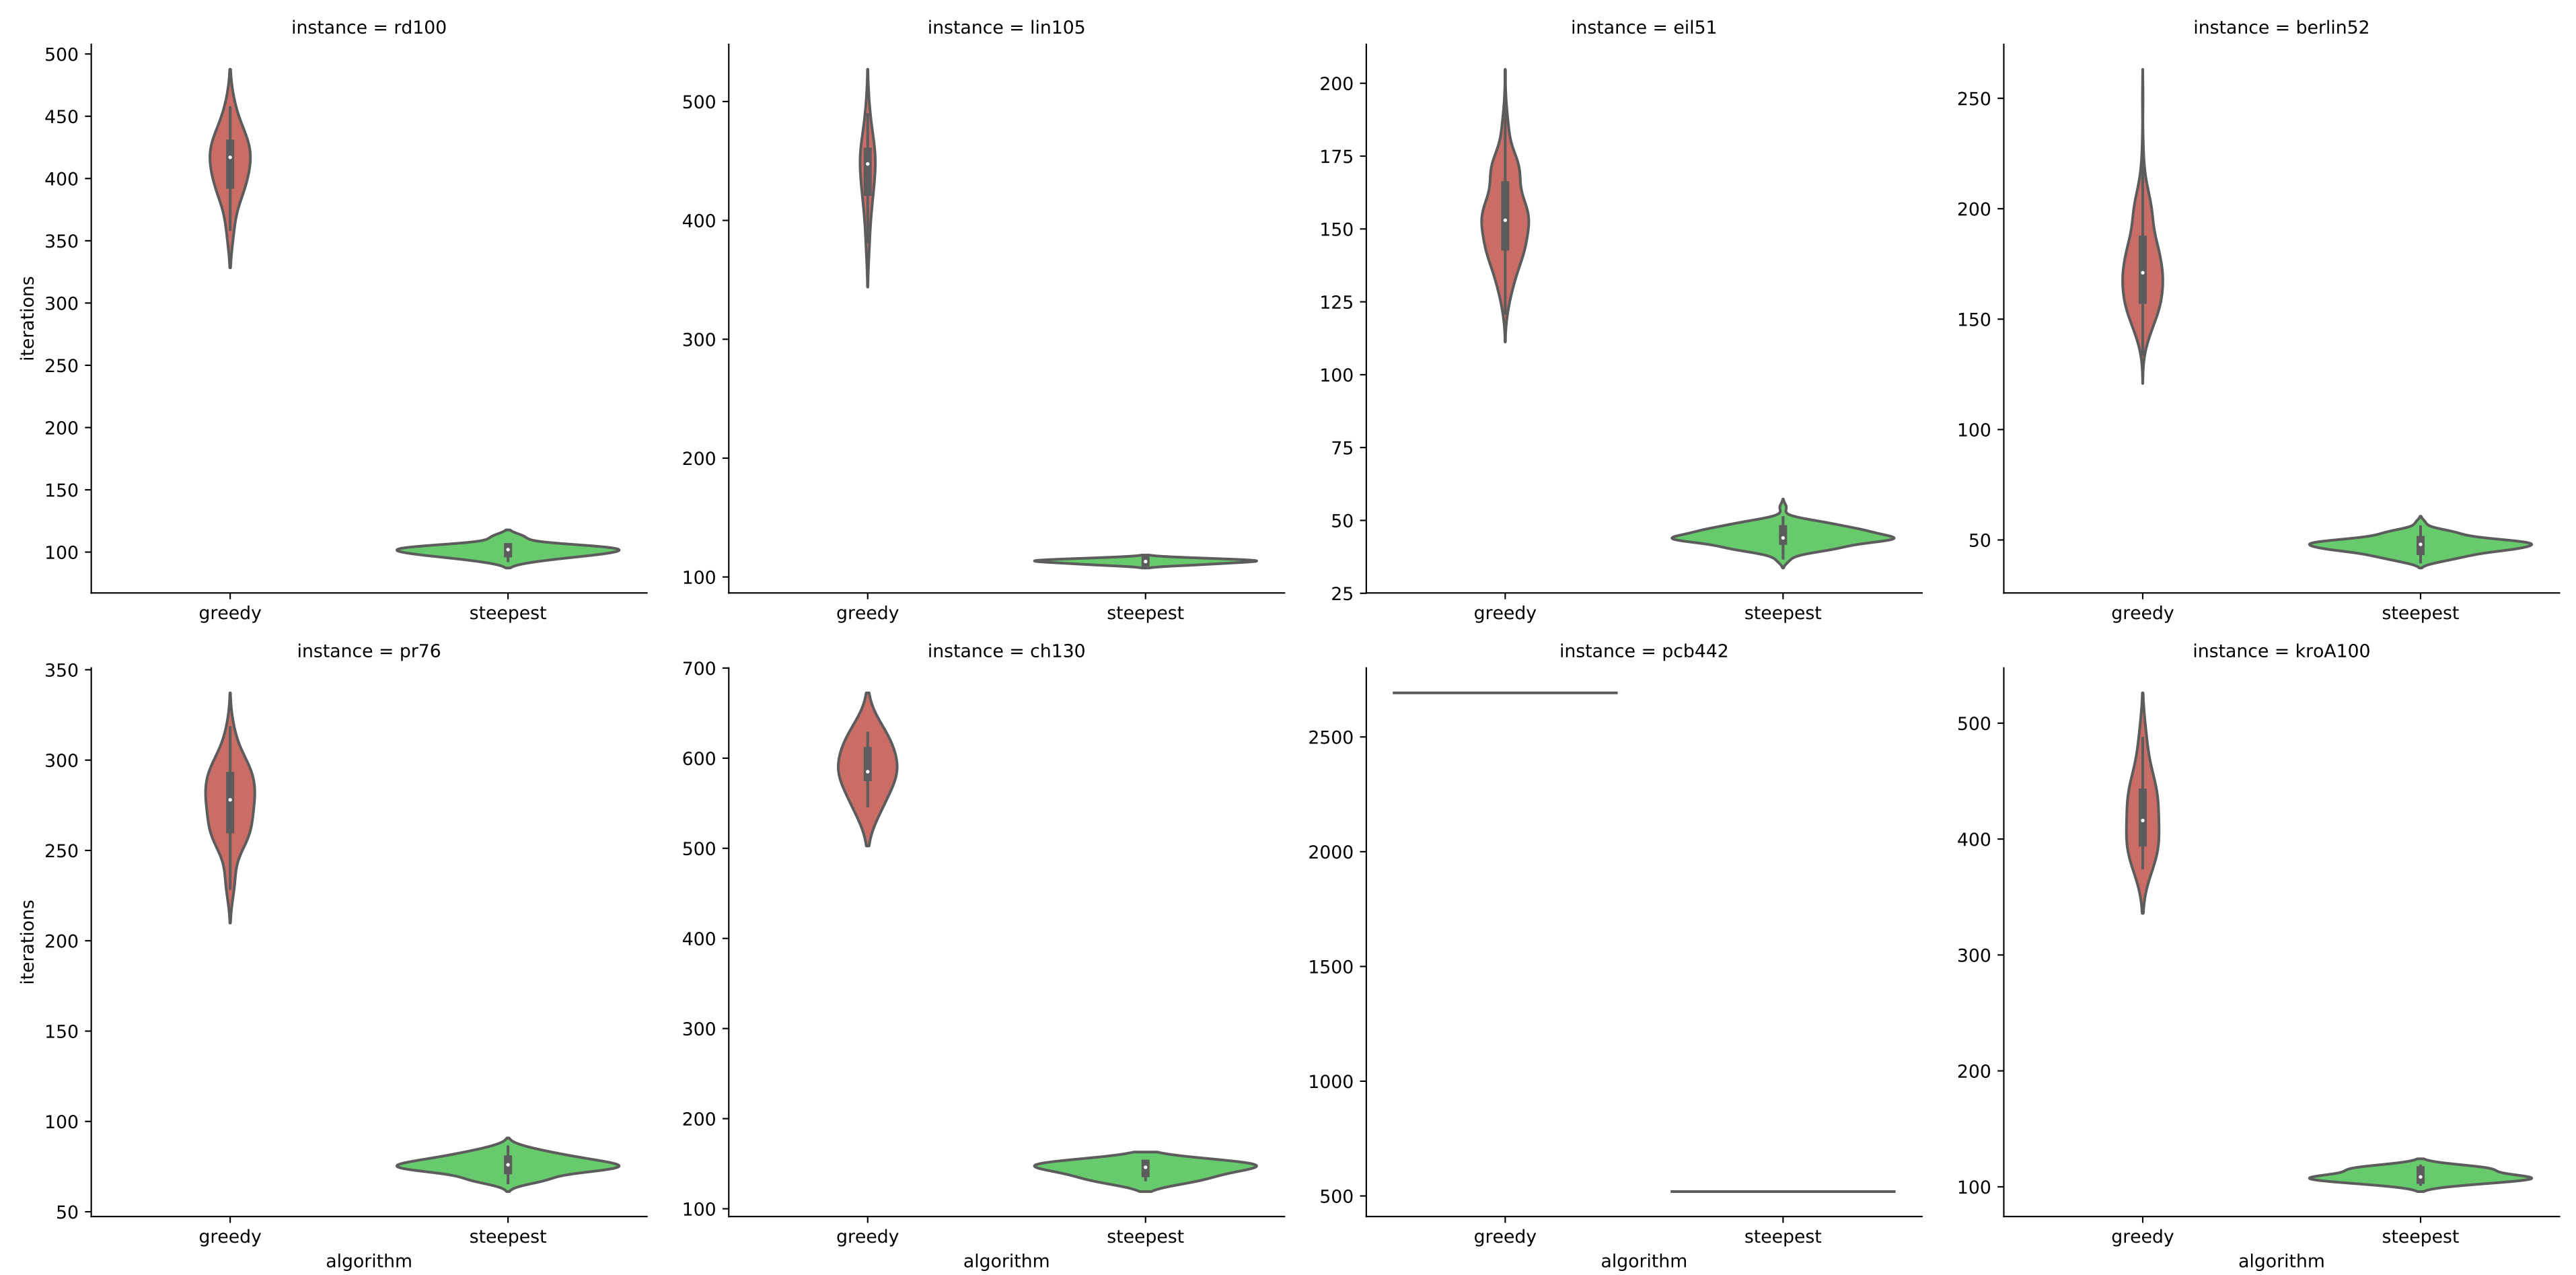 instance = rd100
500
450
400
350
300
250
200
150
100
iterations
greedy
steepest
instance = lin105
500
400
300
200
100
greedy
steepest
instance = eil51
200
175
150
125
100
75
50
25
greedy
steepest
instance = berlin52
250
200
150
100
50
greedy
steepest
instance = pr76
350
300
250
200
150
100
50
iterations
greedy
steepest
algorithm
instance = ch130
700
600
500
400
300
200
100
greedy
steepest
algorithm
instance = pcb442
2500
2000
1500
1000
500
greedy
steepest
algorithm
instance = kroA100
500
400
300
200
100
greedy
steepest
algorithm